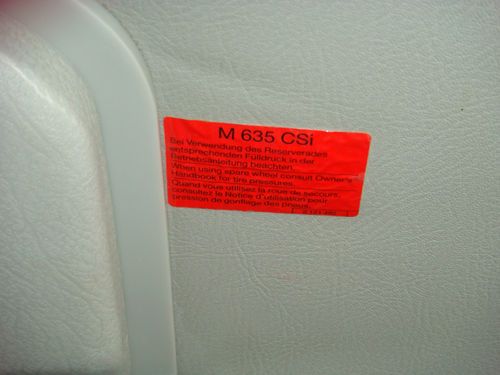 M 635 CSi
Bei Verwendung des Reserverades
entsprechenden Fülldruck in der
Betriebsanleitung beachten.
When using spare wheel consult Owner's
Handbook for tire pressures.
Quand vous utilisez la roue de secours,
consultez le Notice d'utilisation pour
pression de gonflage des pneus.